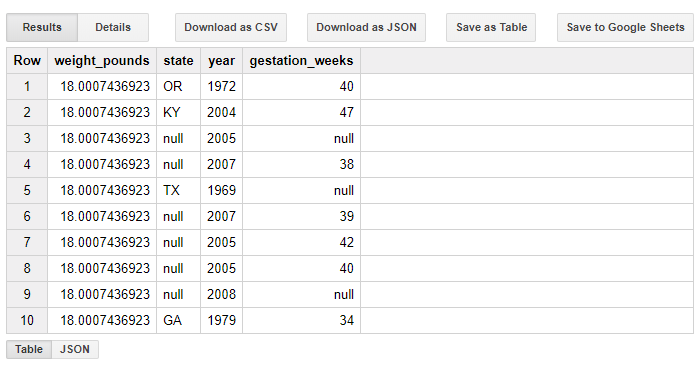 Results Details Download as CSV Download as JSON Save as Table Save to Google Sheets
Row weight_pounds state year gestation_weeks
1 18.0007436923 OR 1972 40
2 18.0007436923 KY 2004 47
3 18.0007436923 null 2005 null
4 18.0007436923 null 2007 38
5 18.0007436923 TX 1969 null
6 18.0007436923 null 2007 39
7 18.0007436923 null 2005 42
8 18.0007436923 null 2005 40
9 18.0007436923 null 2008 null
10 18.0007436923 GA 1979 34
Table JSON